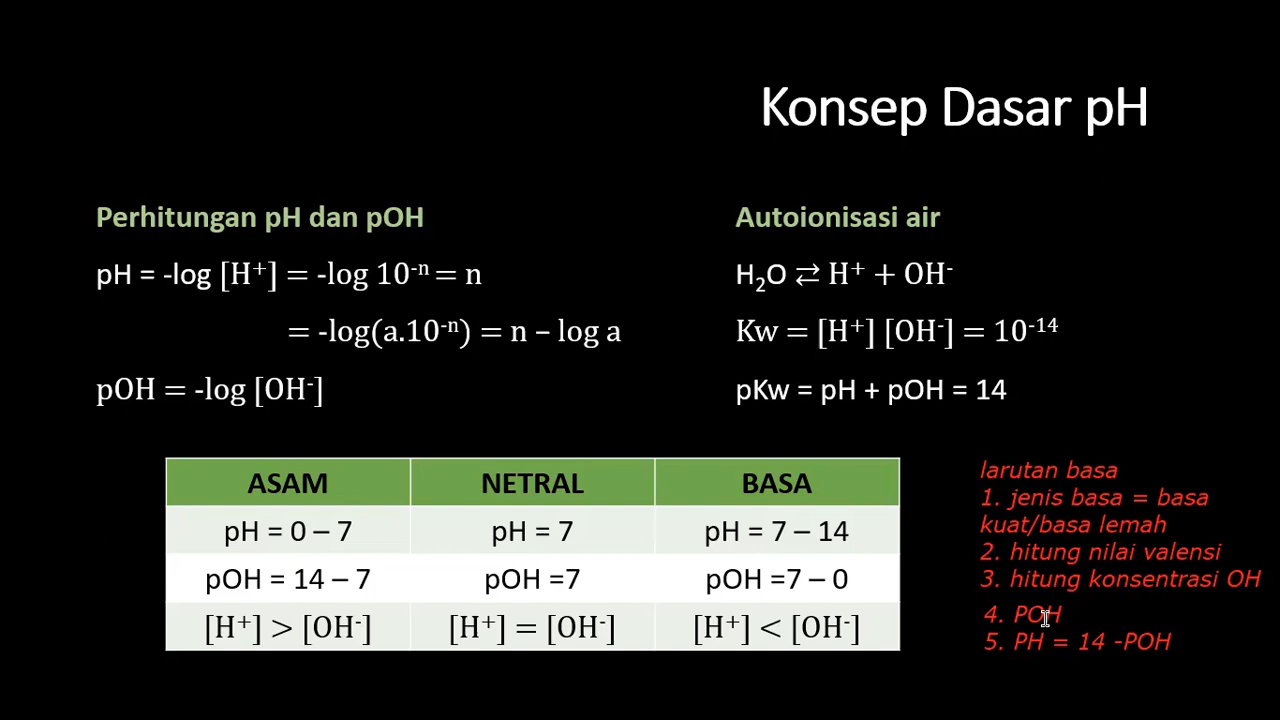 Konsep Dasar pH
Perhitungan pH dan pOH
pH = -log [H⁺] = -log 10⁻ⁿ = n
= -log(a.10⁻ⁿ) = n – log a
pOH = -log [OH⁻]
Autoionisasi air
H₂O ⇄ H⁺ + OH⁻
Kw = [H⁺] [OH⁻] = 10⁻¹⁴
pKw = pH + pOH = 14
ASAM NETRAL BASA
pH = 0 – 7 pH = 7 pH = 7 – 14
pOH = 14 – 7 pOH =7 pOH =7 – 0
[H⁺] > [OH⁻] [H⁺] = [OH⁻] [H⁺] < [OH⁻]
larutan basa
1. jenis basa = basa
kuat/basa lemah
2. hitung nilai valensi
3. hitung konsentrasi OH
4. POH
5. PH = 14 -POH